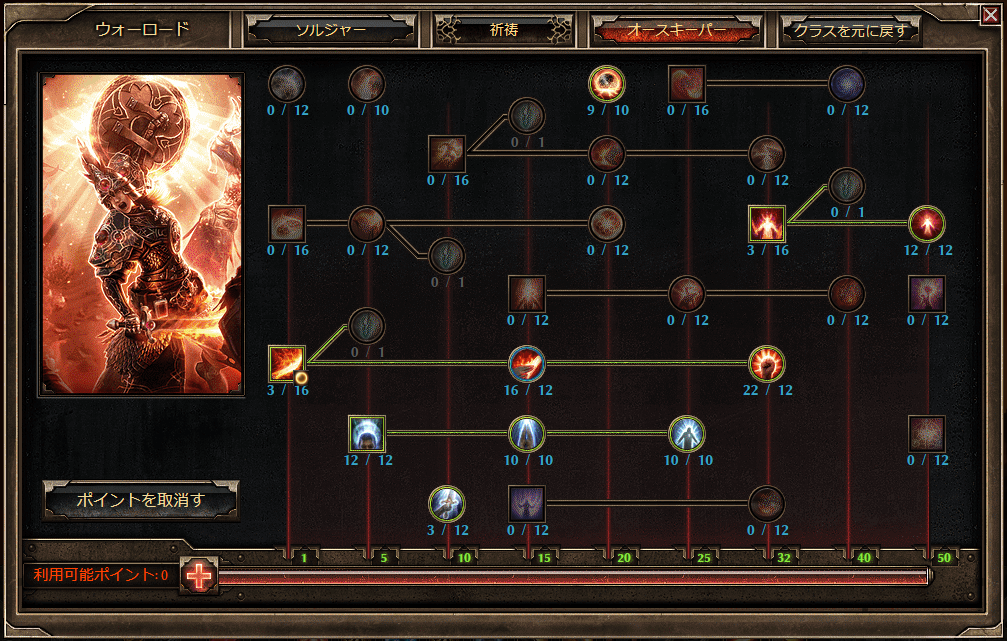 ウォーロード ソルジャー 祈祷 オースキーパー クラスを元に戻す
0 / 12 0 / 10 9 / 10 0 / 16 0 / 12
0 / 1
0 / 16 0 / 12 0 / 12
0 / 1
0 / 16 0 / 12 0 / 12 3 / 16 12 / 12
0 / 1
0 / 12 0 / 12 0 / 12 0 / 12
0 / 1
3 / 16 16 / 12 22 / 12
12 / 12 10 / 10 10 / 10 0 / 12
ポイントを取消す
3 / 12 0 / 12 0 / 12
1 5 10 15 20 25 32 40 50
利用可能ポイント: 0